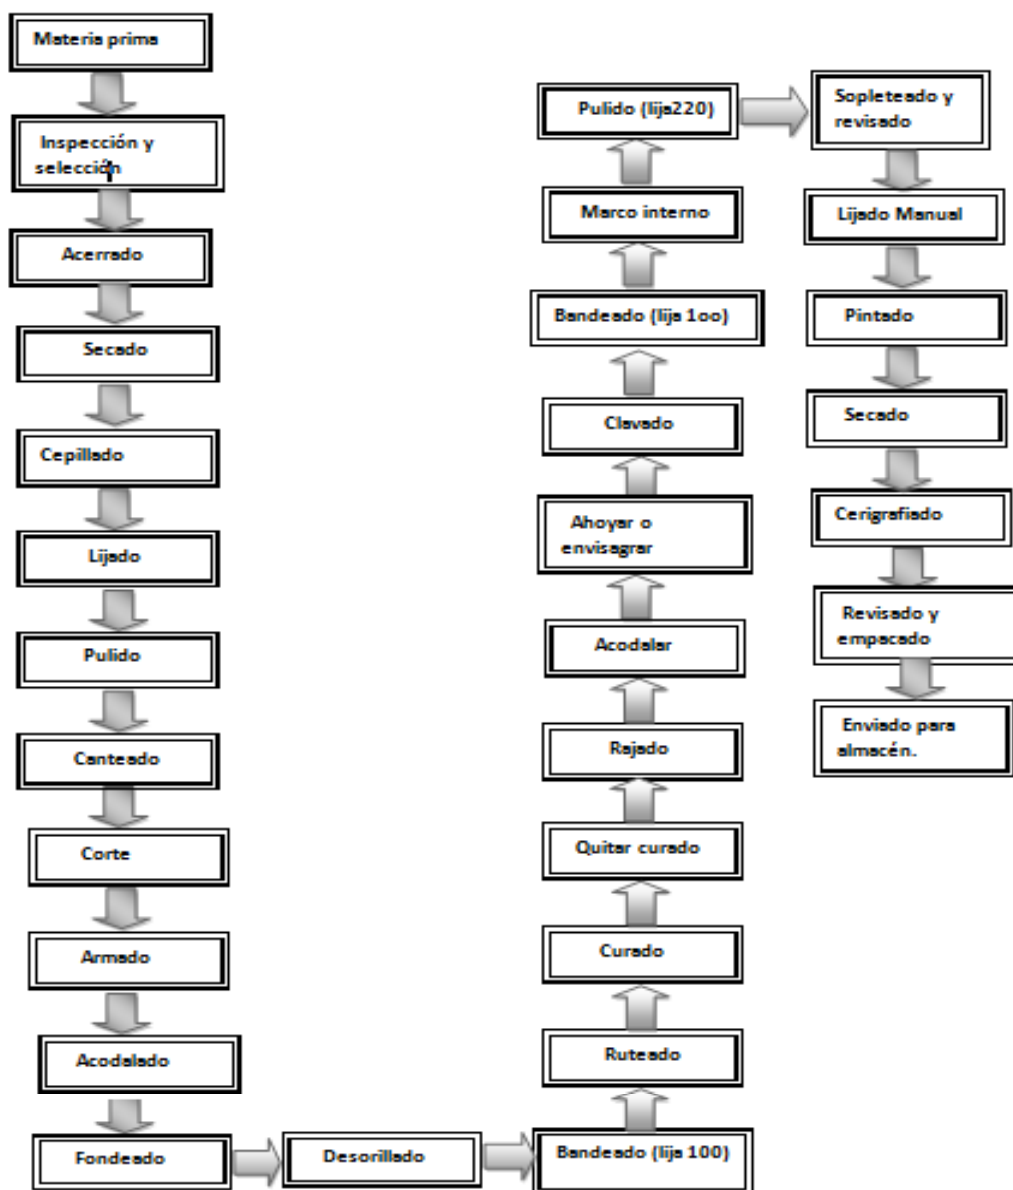 Materia prima
Inspección y
selección
Acerrado
Secado
Cepillado
Lijado
Pulido
Canteado
Corte
Armado
Acodalado
Fondeado
Desorillado
Bandeado (lija 100)
Ruteado
Curado
Quitar curado
Rajado
Acodalar
Ahoyar o
envisagrar
Clavado
Bandeado (lija 1oo)
Marco interno
Pulido (lija220)
Sopleteado y
revisado
Lijado Manual
Pintado
Secado
Cerigrafiado
Revisado y
empacado
Enviado para
almacén.